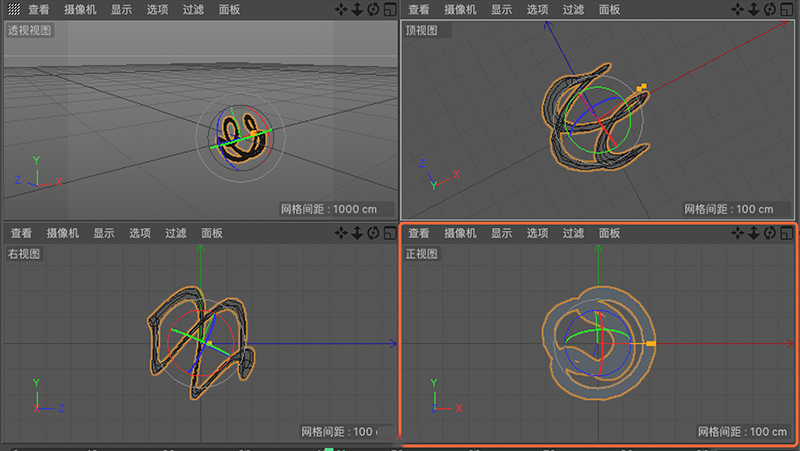 查看 摄像机 显示 选项 过滤 面板
透视视图
Y
Z X
网格间距 : 1000 cm
查看 摄像机 显示 选项 过滤 面板
顶视图
Z X
Y
网格间距 : 100 cm
查看 摄像机 显示 选项 过滤 面板
右视图
Y
X Z
网格间距 : 100
查看 摄像机 显示 选项 过滤 面板
正视图
Y
Z X
网格间距 : 100 cm